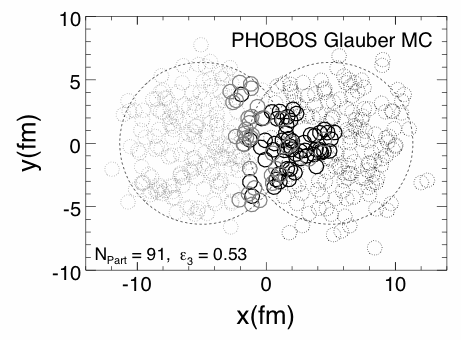 10
PHOBOS Glauber MC
5
y(fm)
0
-5
N_Part = 91, ε_3 = 0.53
-10
-10 0 10
x(fm)